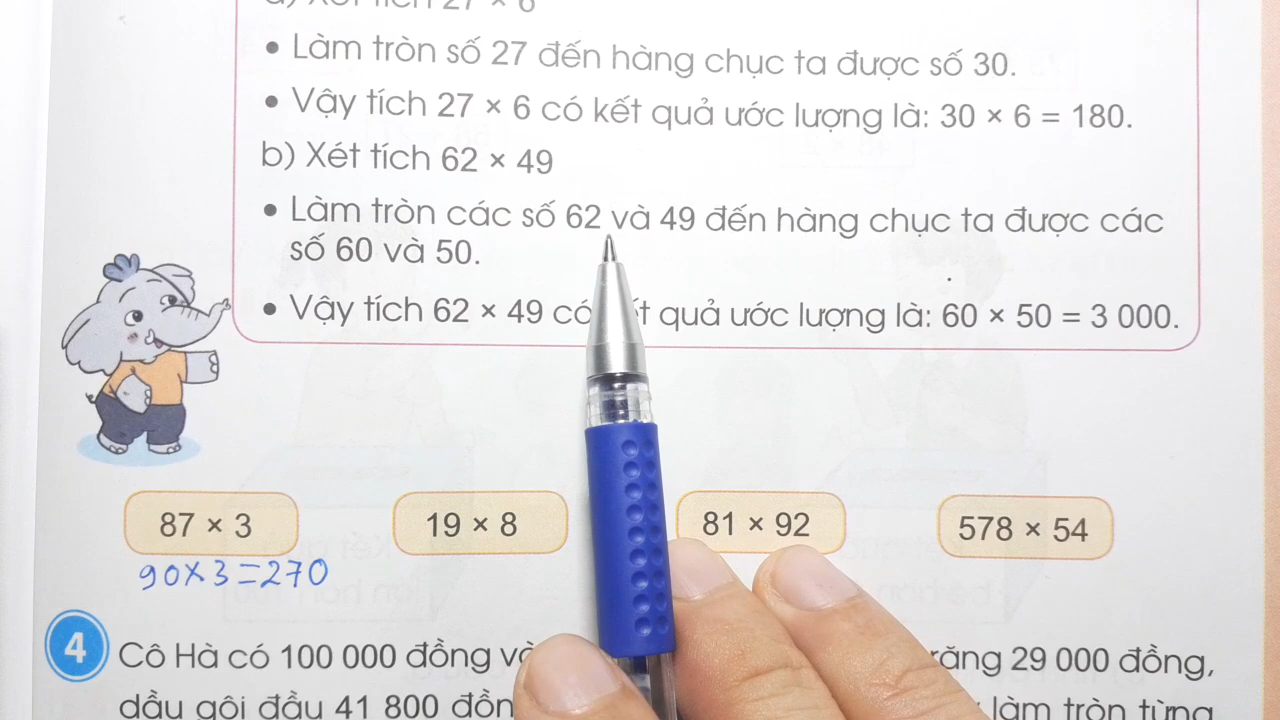 a) Xét tích 27 × 6
• Làm tròn số 27 đến hàng chục ta được số 30.
• Vậy tích 27 × 6 có kết quả ước lượng là: 30 × 6 = 180.
b) Xét tích 62 × 49
• Làm tròn các số 62 và 49 đến hàng chục ta được các
số 60 và 50.
• Vậy tích 62 × 49 có quả ước lượng là: 60 × 50 = 3 000.
87 × 3
19 × 8
81 × 92
578 × 54
90×3=270
4
Cô Hà có 100 000 đồng 29 000 đồng,
dầu gội đầu 41 800 làm tròn từng